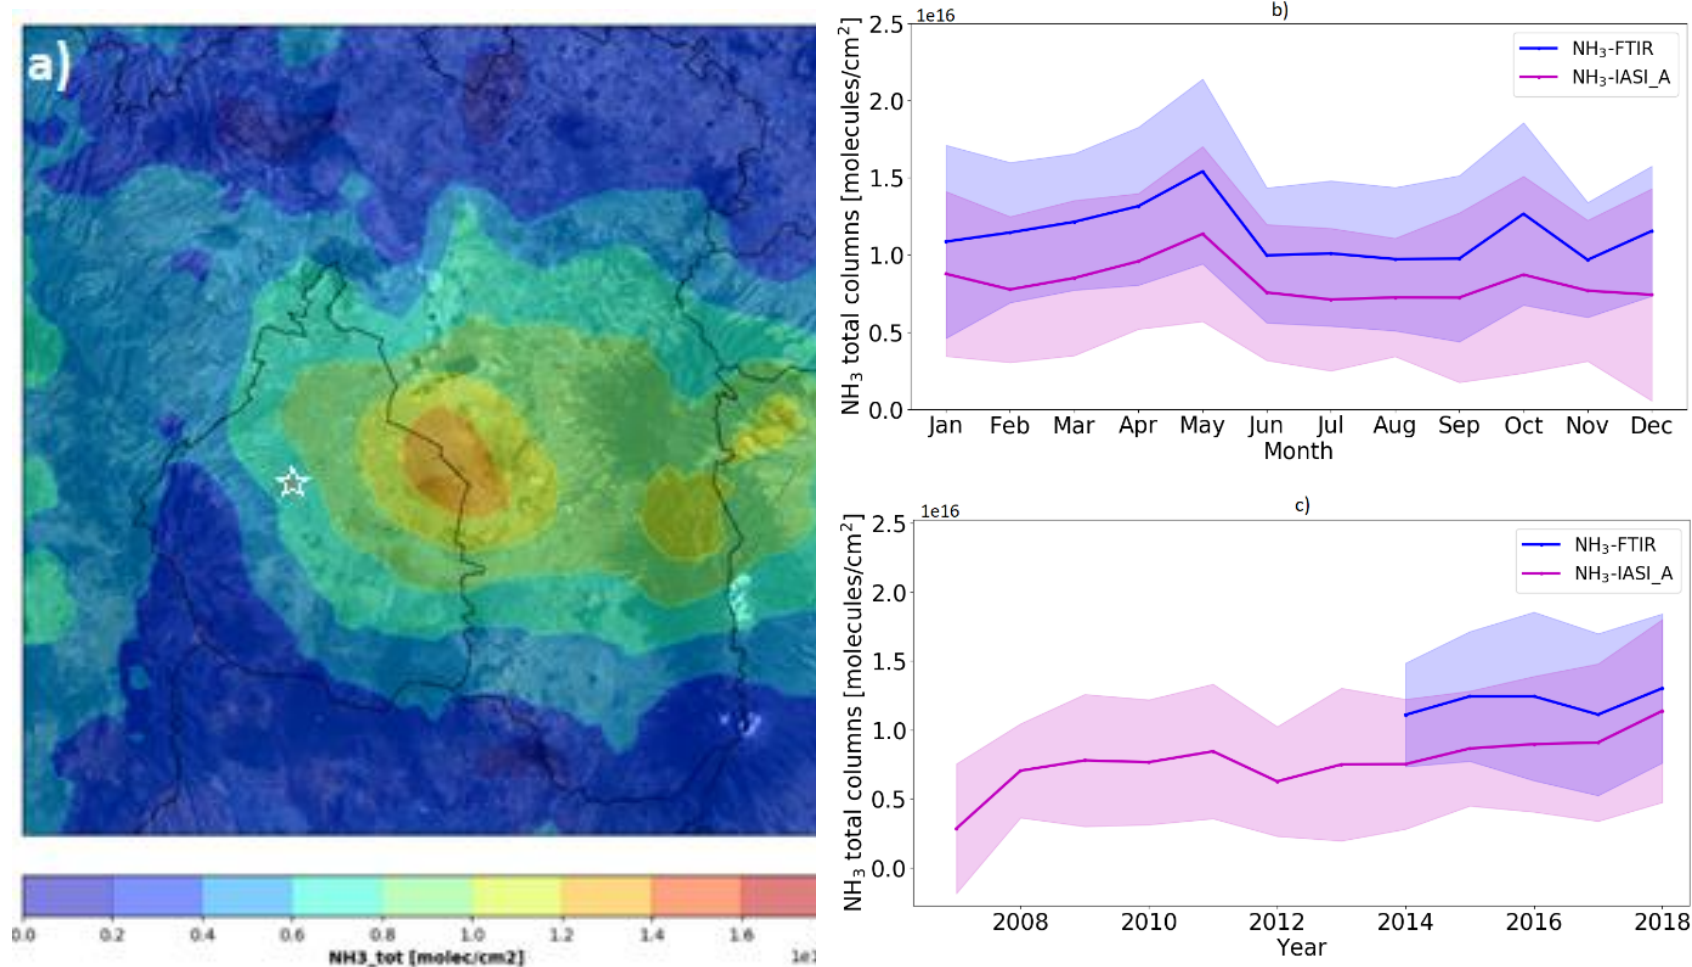 a)
0.0 0.2 0.4 0.6 0.8 1.0 1.2 1.4 1.6
NH3_tot [molec/cm2]
b)
1e16
NH₃ total columns [molecules/cm²]
2.5
2.0
1.5
1.0
0.5
0.0
NH₃-FTIR
NH₃-IASI_A
Jan Feb Mar Apr May Jun Jul Aug Sep Oct Nov Dec
Month
c)
1e16
NH₃ total columns [molecules/cm²]
2.5
2.0
1.5
1.0
0.5
0.0
NH₃-FTIR
NH₃-IASI_A
2008 2010 2012 2014 2016 2018
Year